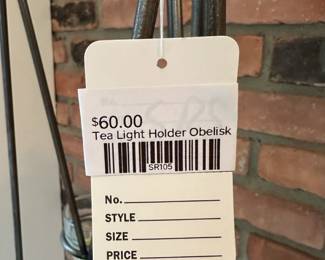 $60.00
Tea Light Holder Obelisk
SR105
No.
STYLE
SIZE
PRICE